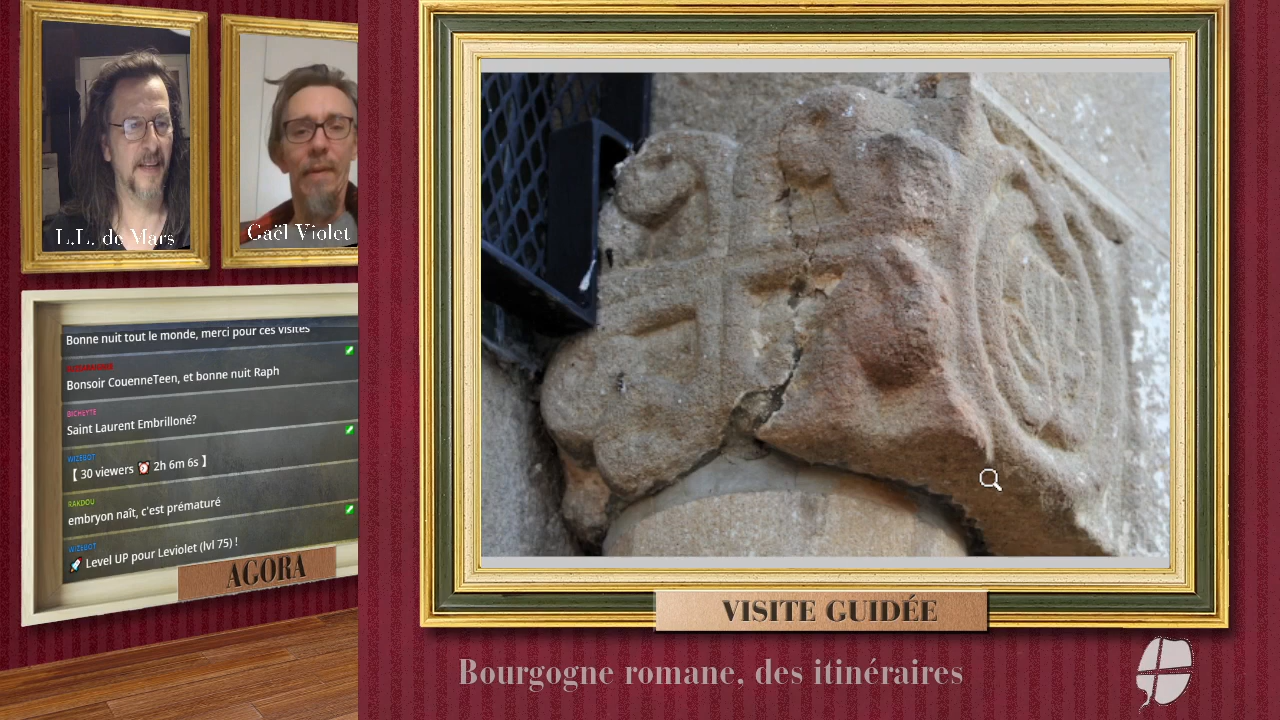 L.L. de Mars
Gaël Violet
Bonne nuit tout le monde, merci pour ces visites
Bonsoir CouenneTeen, et bonne nuit Raph
BICHEYTE
Saint Laurent Embrilloné?
WIZEBOT
【 30 viewers ⏰ 2h 6m 6s 】
RAKDOU
embryon naît, c'est prématuré
WIZEBOT
🚀 Level UP pour Leviolet (lvl 75) !
AGORA
VISITE GUIDÉE
Bourgogne romane, des itinéraires